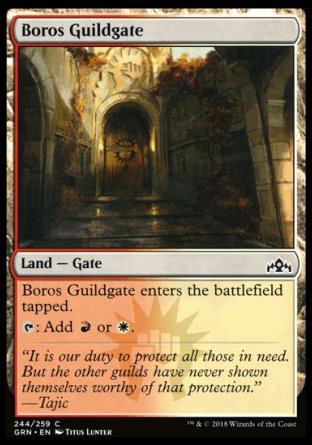 Boros Guildgate
Land — Gate
Boros Guildgate enters the battlefield
tapped.
: Add or .
“It is our duty to protect all those in need.
But the other guilds have never shown
themselves worthy of that protection.”
—Tajic
244/259 C
GRN • EN Titus Lunter
™ & © 2018 Wizards of the Coast